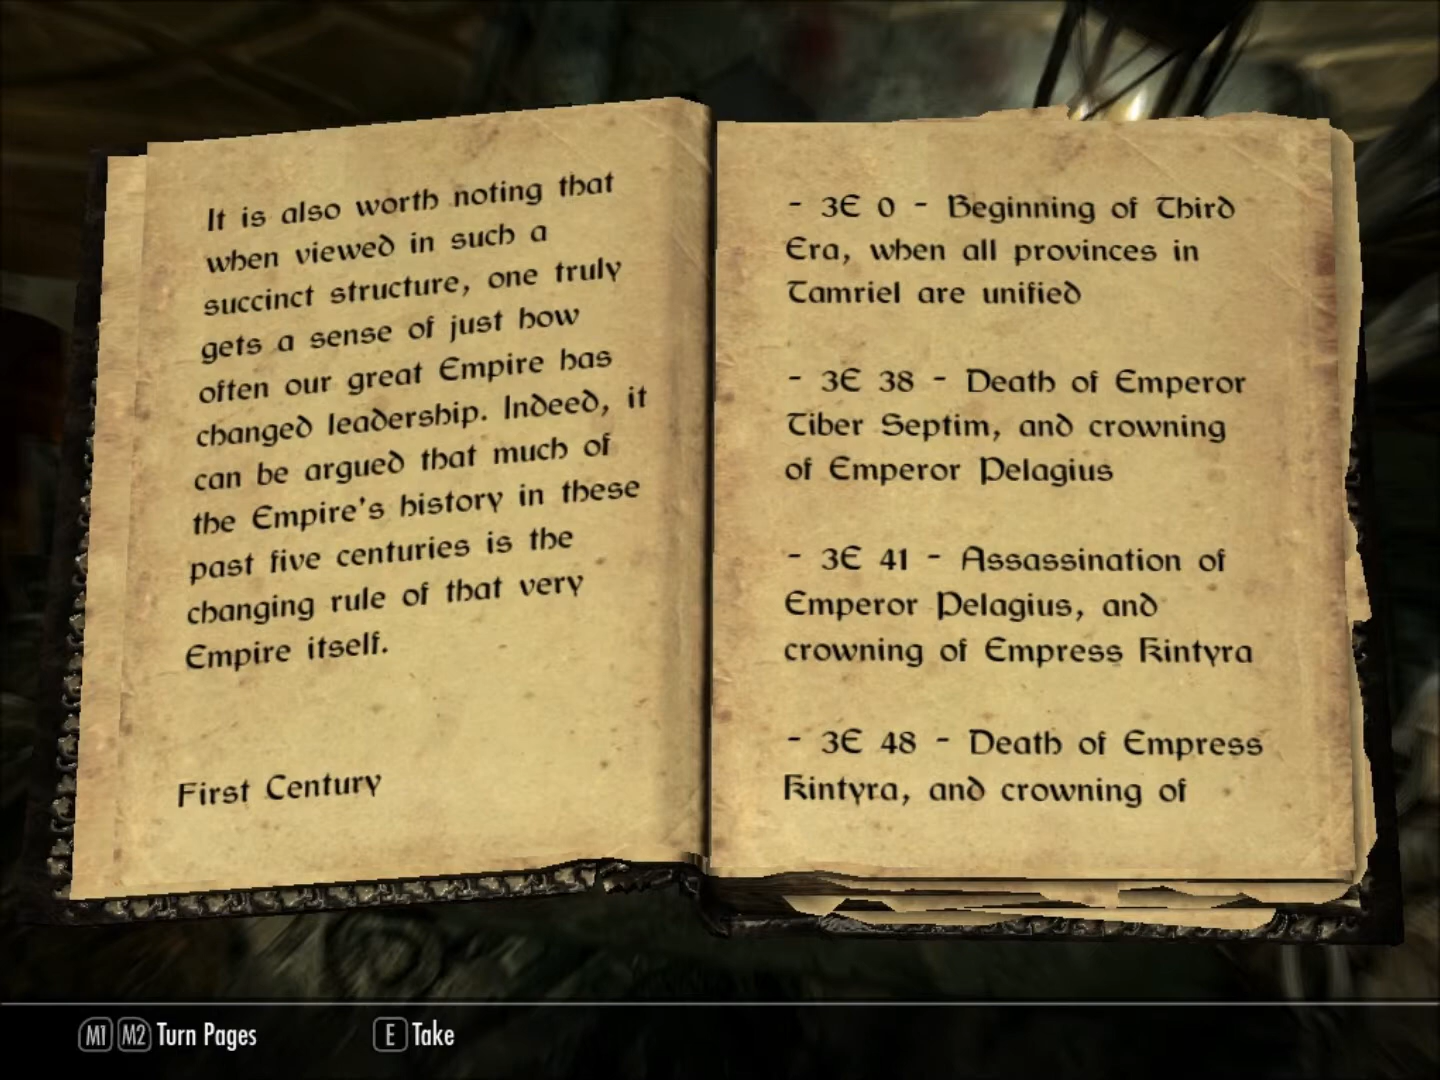 It is also worth noting that
when viewed in such a
succinct structure, one truly
gets a sense of just how
often our great Empire has
changed leadership. Indeed, it
can be argued that much of
the Empire's history in these
past five centuries is the
changing rule of that very
Empire itself.
First Century
- 3E 0 - Beginning of Third
Era, when all provinces in
Tamriel are unified
- 3E 38 - Death of Emperor
Tiber Septim, and crowning
of Emperor Pelagius
- 3E 41 - Assassination of
Emperor Pelagius, and
crowning of Empress Kintyra
- 3E 48 - Death of Empress
Kintyra, and crowning of
M1 M2 Turn Pages E Take